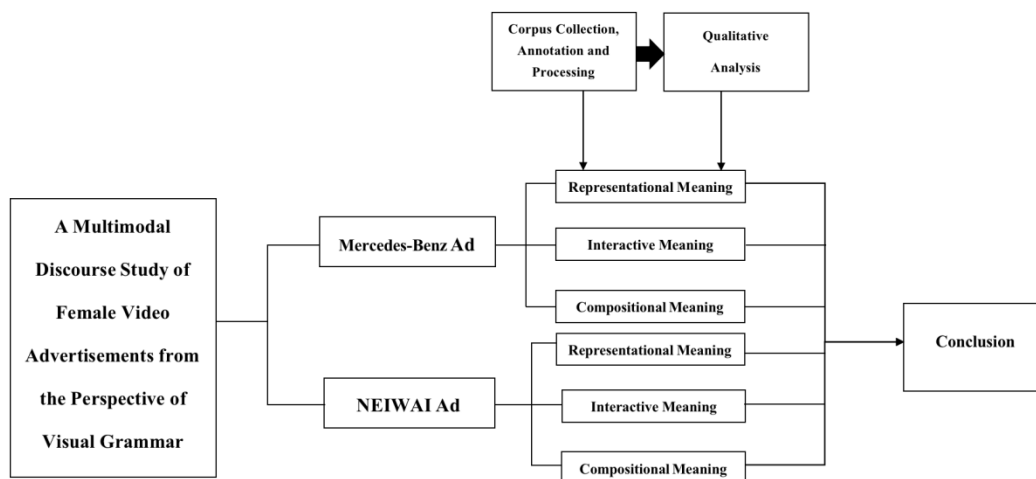 Corpus Collection,
Annotation and
Processing
Qualitative
Analysis
A Multimodal
Discourse Study of
Female Video
Advertisements from
the Perspective of
Visual Grammar
Mercedes-Benz Ad
NEIWAI Ad
Representational Meaning
Interactive Meaning
Compositional Meaning
Representational Meaning
Interactive Meaning
Compositional Meaning
Conclusion